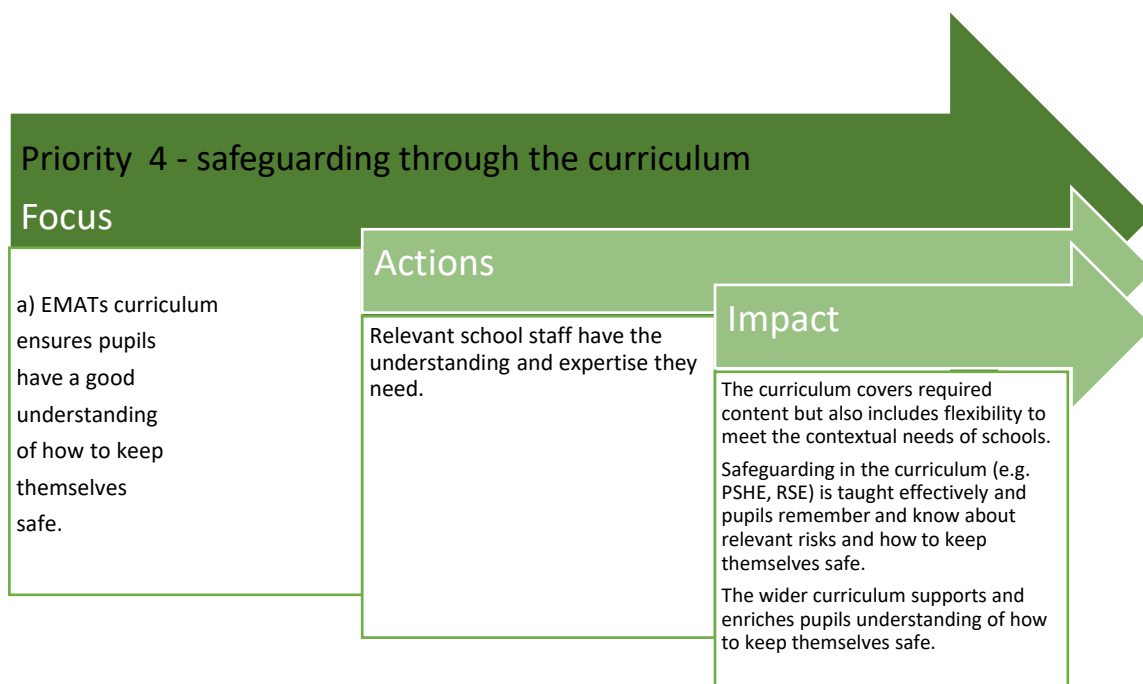 Priority  4 - safeguarding through the curriculum
Focus
a) EMATs curriculum
ensures pupils
have a good
understanding
of how to keep
themselves
safe.
Actions
Relevant school staff have the
understanding and expertise they
need.
Impact
The curriculum covers required
content but also includes flexibility to
meet the contextual needs of schools.
Safeguarding in the curriculum (e.g.
PSHE, RSE) is taught effectively and
pupils remember and know about
relevant risks and how to keep
themselves safe.
The wider curriculum supports and
enriches pupils understanding of how
to keep themselves safe.